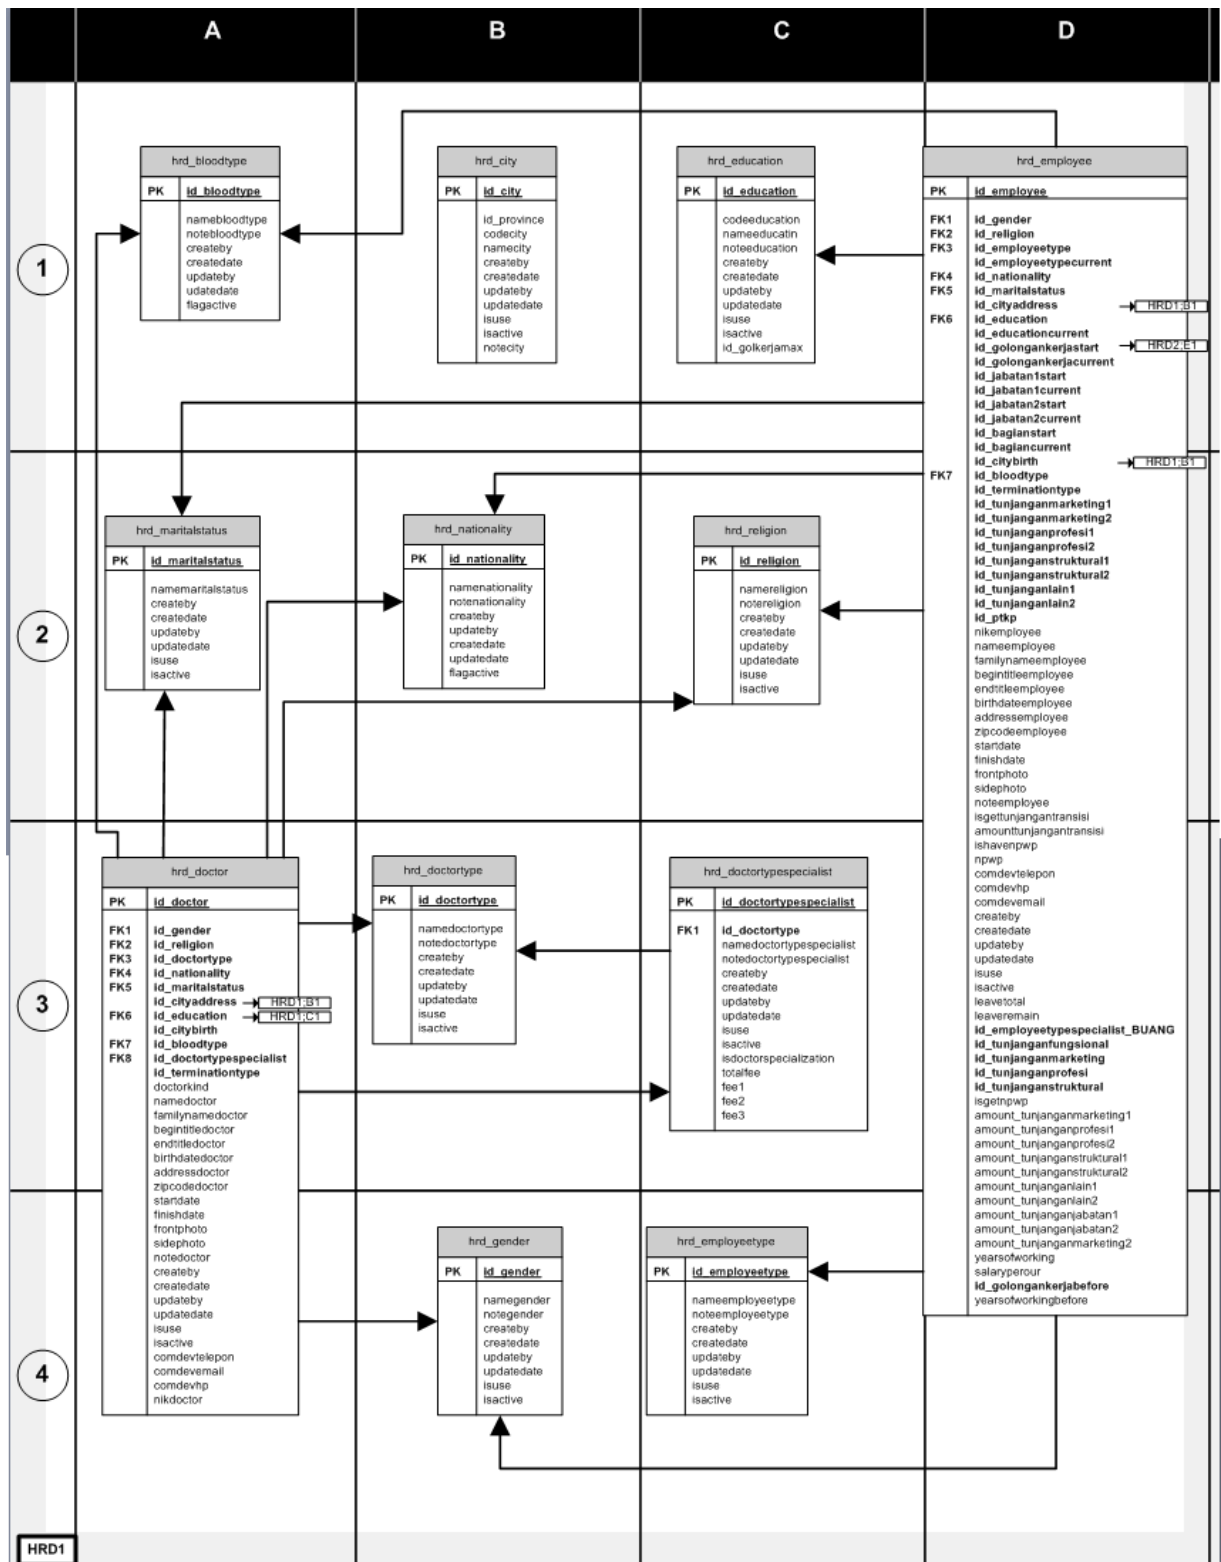 A
B
C
D
1
hrd_bloodtype
PK id_bloodtype
namebloodtype
notebloodtype
createby
createdate
updateby
udatedate
flagactive
hrd_city
PK id_city
id_province
codecity
namecity
createby
createdate
updateby
updatedate
isuse
isactive
notecity
hrd_education
PK id_education
codeeducation
nameeducatin
noteeducation
createby
createdate
updateby
updatedate
isuse
isactive
id_golkerjamax
hrd_employee
PK id_employee
FK1 id_gender
FK2 id_religion
FK3 id_employeetype
id_employeetypecurrent
FK4 id_nationality
FK5 id_maritalstatus
id_cityaddress HRD1;B1
FK6 id_education
id_educationcurrent
id_golongankerjastart HRD2;E1
id_golongankerjacurrent
id_jabatan1start
id_jabatan1current
id_jabatan2start
id_jabatan2current
id_bagianstart
id_bagiancurrent
id_citybirth HRD1;B1
FK7 id_bloodtype
id_terminationtype
id_tunjanganmarketing1
id_tunjanganmarketing2
id_tunjanganprofesi1
id_tunjanganprofesi2
id_tunjanganstruktural1
id_tunjanganstruktural2
id_tunjanganlain1
id_tunjanganlain2
id_ptkp
nikemployee
nameemployee
familynameemployee
begintitleemployee
endtitleemployee
birthdateemployee
addressemployee
zipcodeemployee
startdate
finishdate
frontphoto
sidephoto
noteemployee
isgettunjangantransisi
amounttunjangantransisi
ishavenpwp
npwp
comdevtelepon
comdevhp
comdevemail
createby
createdate
updateby
updatedate
isuse
isactive
leavetotal
leaveremain
id_employeetypespecialist_BUANG
id_tunjanganfungsional
id_tunjanganmarketing
id_tunjanganprofesi
id_tunjanganstruktural
isgetnpwp
amount_tunjanganmarketing1
amount_tunjanganprofesi1
amount_tunjanganprofesi2
amount_tunjanganstruktural1
amount_tunjanganstruktural2
amount_tunjanganlain1
amount_tunjanganlain2
amount_tunjanganjabatan1
amount_tunjanganjabatan2
amount_tunjanganmarketing2
yearsofworking
salaryperour
id_golongankerjabefore
yearsofworkingbefore
2
hrd_maritalstatus
PK id_maritalstatus
namemaritalstatus
createby
createdate
updateby
updatedate
isuse
isactive
hrd_nationality
PK id_nationality
namenationality
notenationality
createby
updateby
createdate
updatedate
flagactive
hrd_religion
PK id_religion
namereligion
notereligion
createby
createdate
updateby
updatedate
isuse
isactive
3
hrd_doctor
PK id_doctor
FK1 id_gender
FK2 id_religion
FK3 id_doctortype
FK4 id_nationality
FK5 id_maritalstatus
id_cityaddress HRD1;B1
FK6 id_education HRD1;C1
id_citybirth
FK7 id_bloodtype
FK8 id_doctortypespecialist
id_terminationtype
doctorkind
namedoctor
familynamedoctor
begintitledoctor
endtitledoctor
birthdatedoctor
addressdoctor
zipcodedoctor
startdate
finishdate
frontphoto
sidephoto
notedoctor
createby
createdate
updateby
updatedate
isuse
isactive
comdevtelepon
comdevemail
comdevhp
nikdoctor
hrd_doctortype
PK id_doctortype
namedoctortype
notedoctortype
createby
createdate
updateby
updatedate
isuse
isactive
hrd_doctortypespecialist
PK id_doctortypespecialist
FK1 id_doctortype
namedoctortypespecialist
notedoctortypespecialist
createby
createdate
updateby
updatedate
isuse
isactive
isdoctorspecialization
totalfee
fee1
fee2
fee3
4
hrd_gender
PK id_gender
namegender
notegender
createby
createdate
updateby
updatedate
isuse
isactive
hrd_employeetype
PK id_employeetype
nameemployeetype
noteemployeetype
createby
createdate
updateby
updatedate
isuse
isactive
HRD1